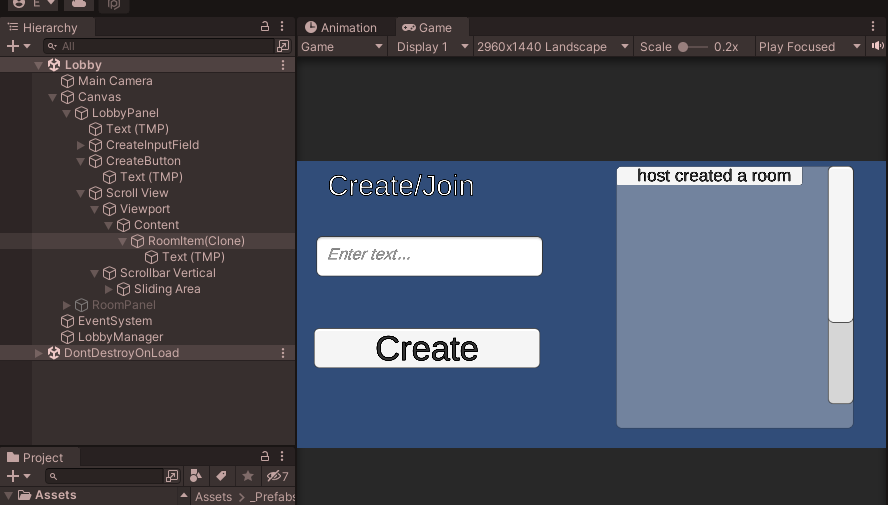 E
Hierarchy
All
Lobby
Main Camera
Canvas
LobbyPanel
Text (TMP)
CreateInputField
CreateButton
Text (TMP)
Scroll View
Viewport
Content
RoomItem(Clone)
Text (TMP)
Scrollbar Vertical
Sliding Area
RoomPanel
EventSystem
LobbyManager
DontDestroyOnLoad
Project
7
Assets
Assets > _Prefabs
Animation Game
Game Display 1 2960x1440 Landscape Scale 0.2x Play Focused
Create/Join
Enter text...
Create
host created a room